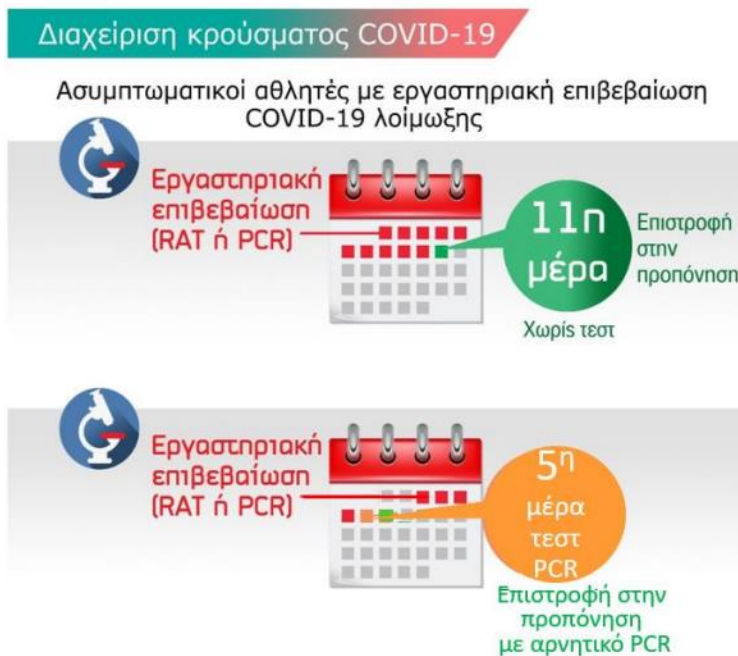 Διαχείριση κρούσματος COVID-19
Ασυμπτωματικοί αθλητές με εργαστηριακή επιβεβαίωση
COVID-19 λοίμωξης
Εργαστηριακή
επιβεβαίωση
(RAT ή PCR)
11η
μέρα
Επιστροφή
στην
προπόνηση
Χωρίς τεστ
Εργαστηριακή
επιβεβαίωση
(RAT ή PCR)
5η
μέρα
τεστ
PCR
Επιστροφή στην
προπόνηση
με αρνητικό PCR